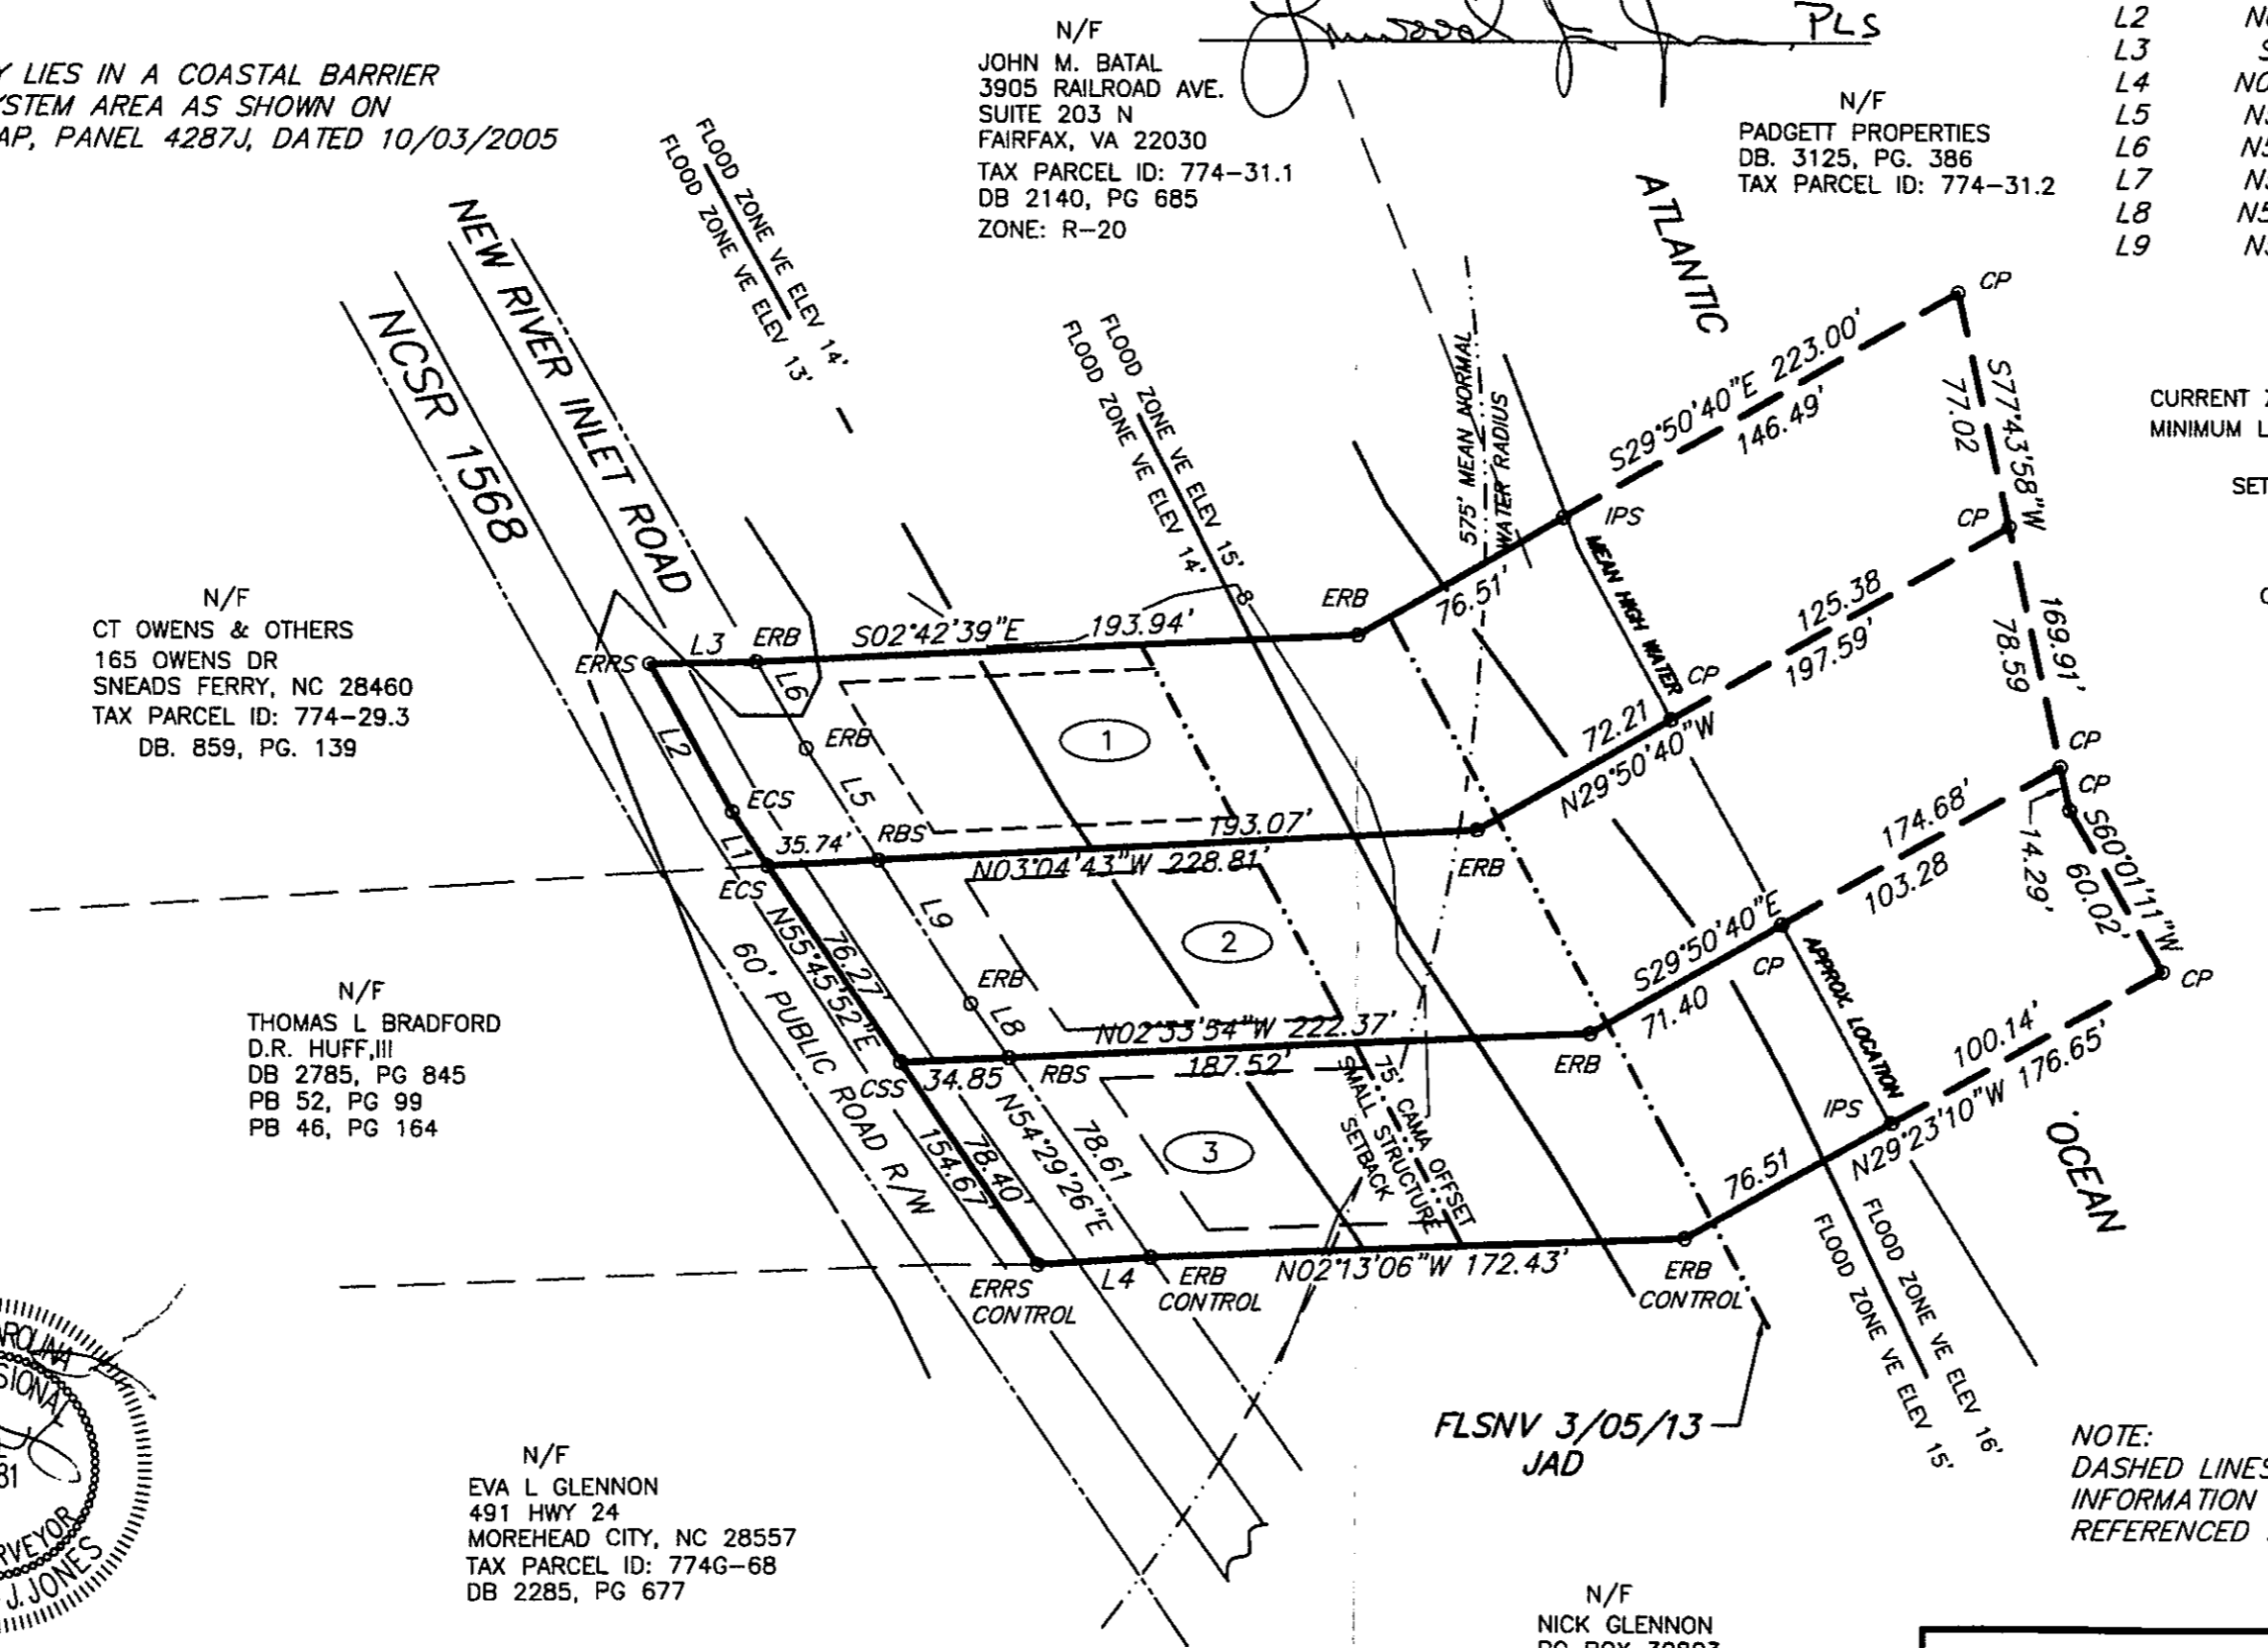 PLS
Y LIES IN A COASTAL BARRIER
YSTEM AREA AS SHOWN ON
AP, PANEL 4287J, DATED 10/03/2005
N/F
JOHN M. BATAL
3905 RAILROAD AVE.
SUITE 203 N
FAIRFAX, VA 22030
TAX PARCEL ID: 774-31.1
DB 2140, PG 685
ZONE: R-20
N/F
PADGETT PROPERTIES
DB. 3125, PG. 386
TAX PARCEL ID: 774-31.2
L2
L3
L4
L5
L6
L7
L8
L9
CURRENT
MINIMUM
SET
FLOOD ZONE VE ELEV 14'
FLOOD ZONE VE ELEV 13'
NEW RIVER INLET ROAD
NCSR 1568
FLOOD ZONE VE ELEV 15'
FLOOD ZONE VE ELEV 14'
575' MEAN NORMAL
WATER RADIUS
ATLANTIC
CP
S29°50'40"E 223.00'
146.49'
S77°43'58"W
77.02
CP
IPS
MEAN HIGH WATER
ERB
76.51'
8
125.38
197.59'
169.91'
78.59
N/F
CT OWENS & OTHERS
165 OWENS DR
SNEADS FERRY, NC 28460
TAX PARCEL ID: 774-29.3
DB. 859, PG. 139
ERRS
L3
ERB
S02°42'39"E
193.94'
L6
L2
ERB
1
CP
72.21
N29°50'40"W
CP
CP
L5
ECS
L1
35.74'
RBS
193.07'
N03°04'43"W 228.81'
ERB
ECS
174.68'
103.28
14.29'
S60°01'11"W
60.02'
CP
L9
N55°45'52"E
76.27'
2
S29°50'40"E
71.40
CP
APPROX. LOCATION
60' PUBLIC ROAD R/W
ERB
L8
N02°33'54"W 222.37'
187.52'
ERB
CSS
34.85
RBS
N/F
THOMAS L BRADFORD
D.R. HUFF,III
DB 2785, PG 845
PB 52, PG 99
PB 46, PG 164
154.67'
78.40'
N54°29'26"E
78.61
3
75' CAMA OFFSET
SMALL STRUCTURE
SETBACK
76.51
IPS
100.14'
N29°23'10"W 176.65'
OCEAN
ERRS
CONTROL
L4
ERB
CONTROL
N02°13'06"W 172.43'
ERB
CONTROL
FLOOD ZONE VE ELEV 16'
FLOOD ZONE VE ELEV 15'
FLSNV 3/05/13
JAD
NOTE:
DASHED LINES
INFORMATION
REFERENCED
N/F
EVA L GLENNON
491 HWY 24
MOREHEAD CITY, NC 28557
TAX PARCEL ID: 774G-68
DB 2285, PG 677
N/F
NICK GLENNON
J. JONES